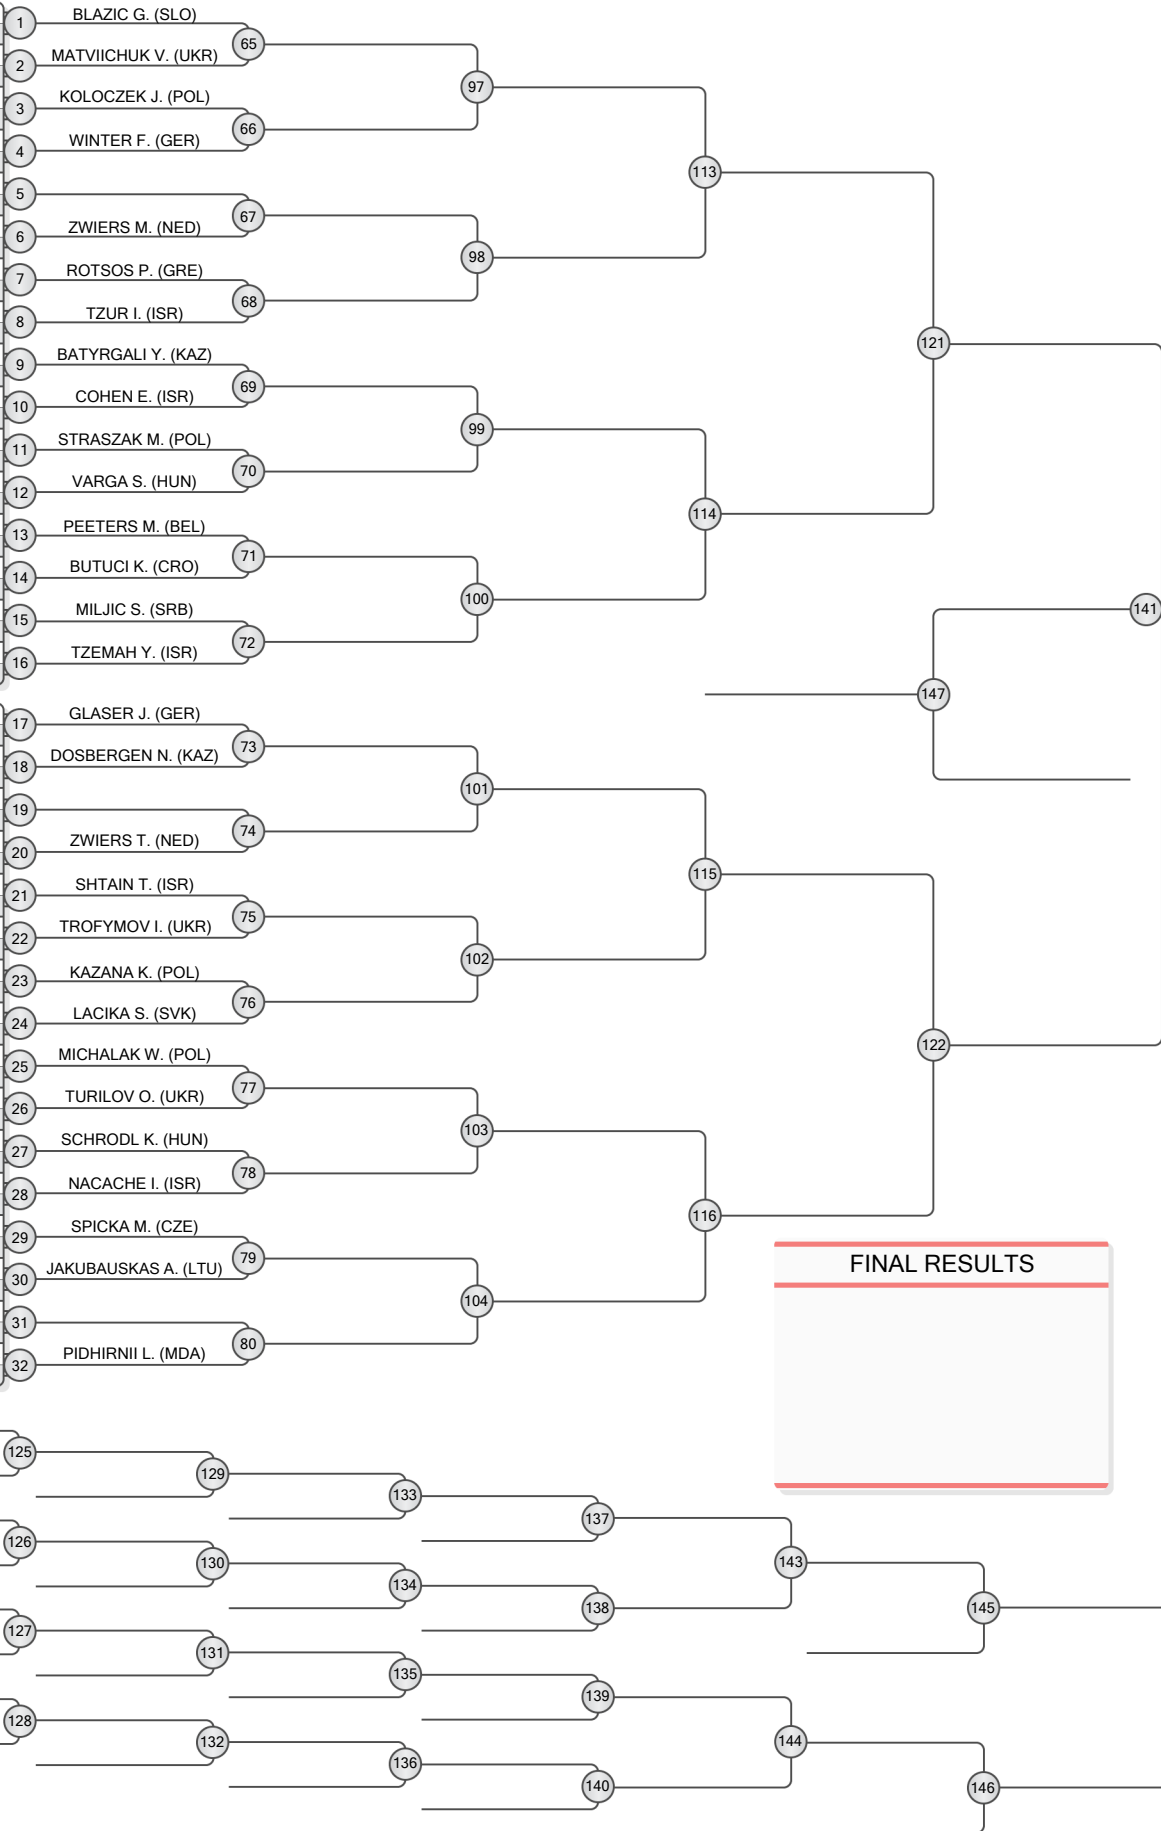 1 BLAZIC G. (SLO)
65
2 MATVIICHUK V. (UKR)
97
3 KOLOCZEK J. (POL)
66
4 WINTER F. (GER)
113
5
67
6 ZWIERS M. (NED)
98
7 ROTSOS P. (GRE)
68
8 TZUR I. (ISR)
121
9 BATYRGALI Y. (KAZ)
69
10 COHEN E. (ISR)
99
11 STRASZAK M. (POL)
70
12 VARGA S. (HUN)
114
13 PEETERS M. (BEL)
71
14 BUTUCI K. (CRO)
100
15 MILJIC S. (SRB)
141
72
16 TZEMAH Y. (ISR)
147
17 GLASER J. (GER)
73
18 DOSBERGEN N. (KAZ)
101
19
74
20 ZWIERS T. (NED)
115
21 SHTAIN T. (ISR)
75
22 TROFYMOV I. (UKR)
102
23 KAZANA K. (POL)
76
24 LACIKA S. (SVK)
122
25 MICHALAK W. (POL)
77
26 TURILOV O. (UKR)
103
27 SCHRODL K. (HUN)
78
28 NACACHE I. (ISR)
116
29 SPICKA M. (CZE)
79
30 JAKUBAUSKAS A. (LTU)
FINAL RESULTS
104
31
80
32 PIDHIRNII L. (MDA)
125
129
133
137
126
130
143
134
138
145
127
131
135
139
128
132
144
136
140
146